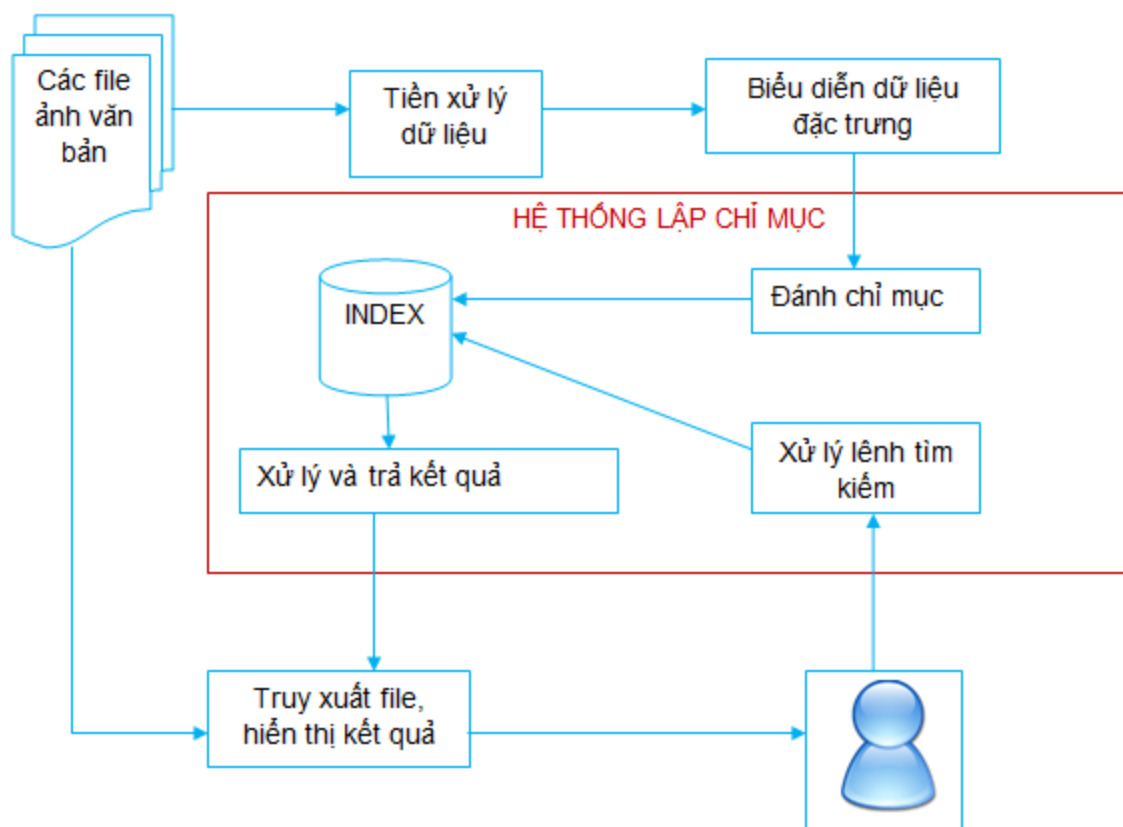 Các file
ảnh văn
bản
Tiền xử lý
dữ liệu
Biểu diễn dữ liệu
đặc trưng
HỆ THỐNG LẬP CHỈ MỤC
INDEX
Đánh chỉ mục
Xử lý và trả kết quả
Xử lý lênh tìm
kiếm
Truy xuất file,
hiển thị kết quả